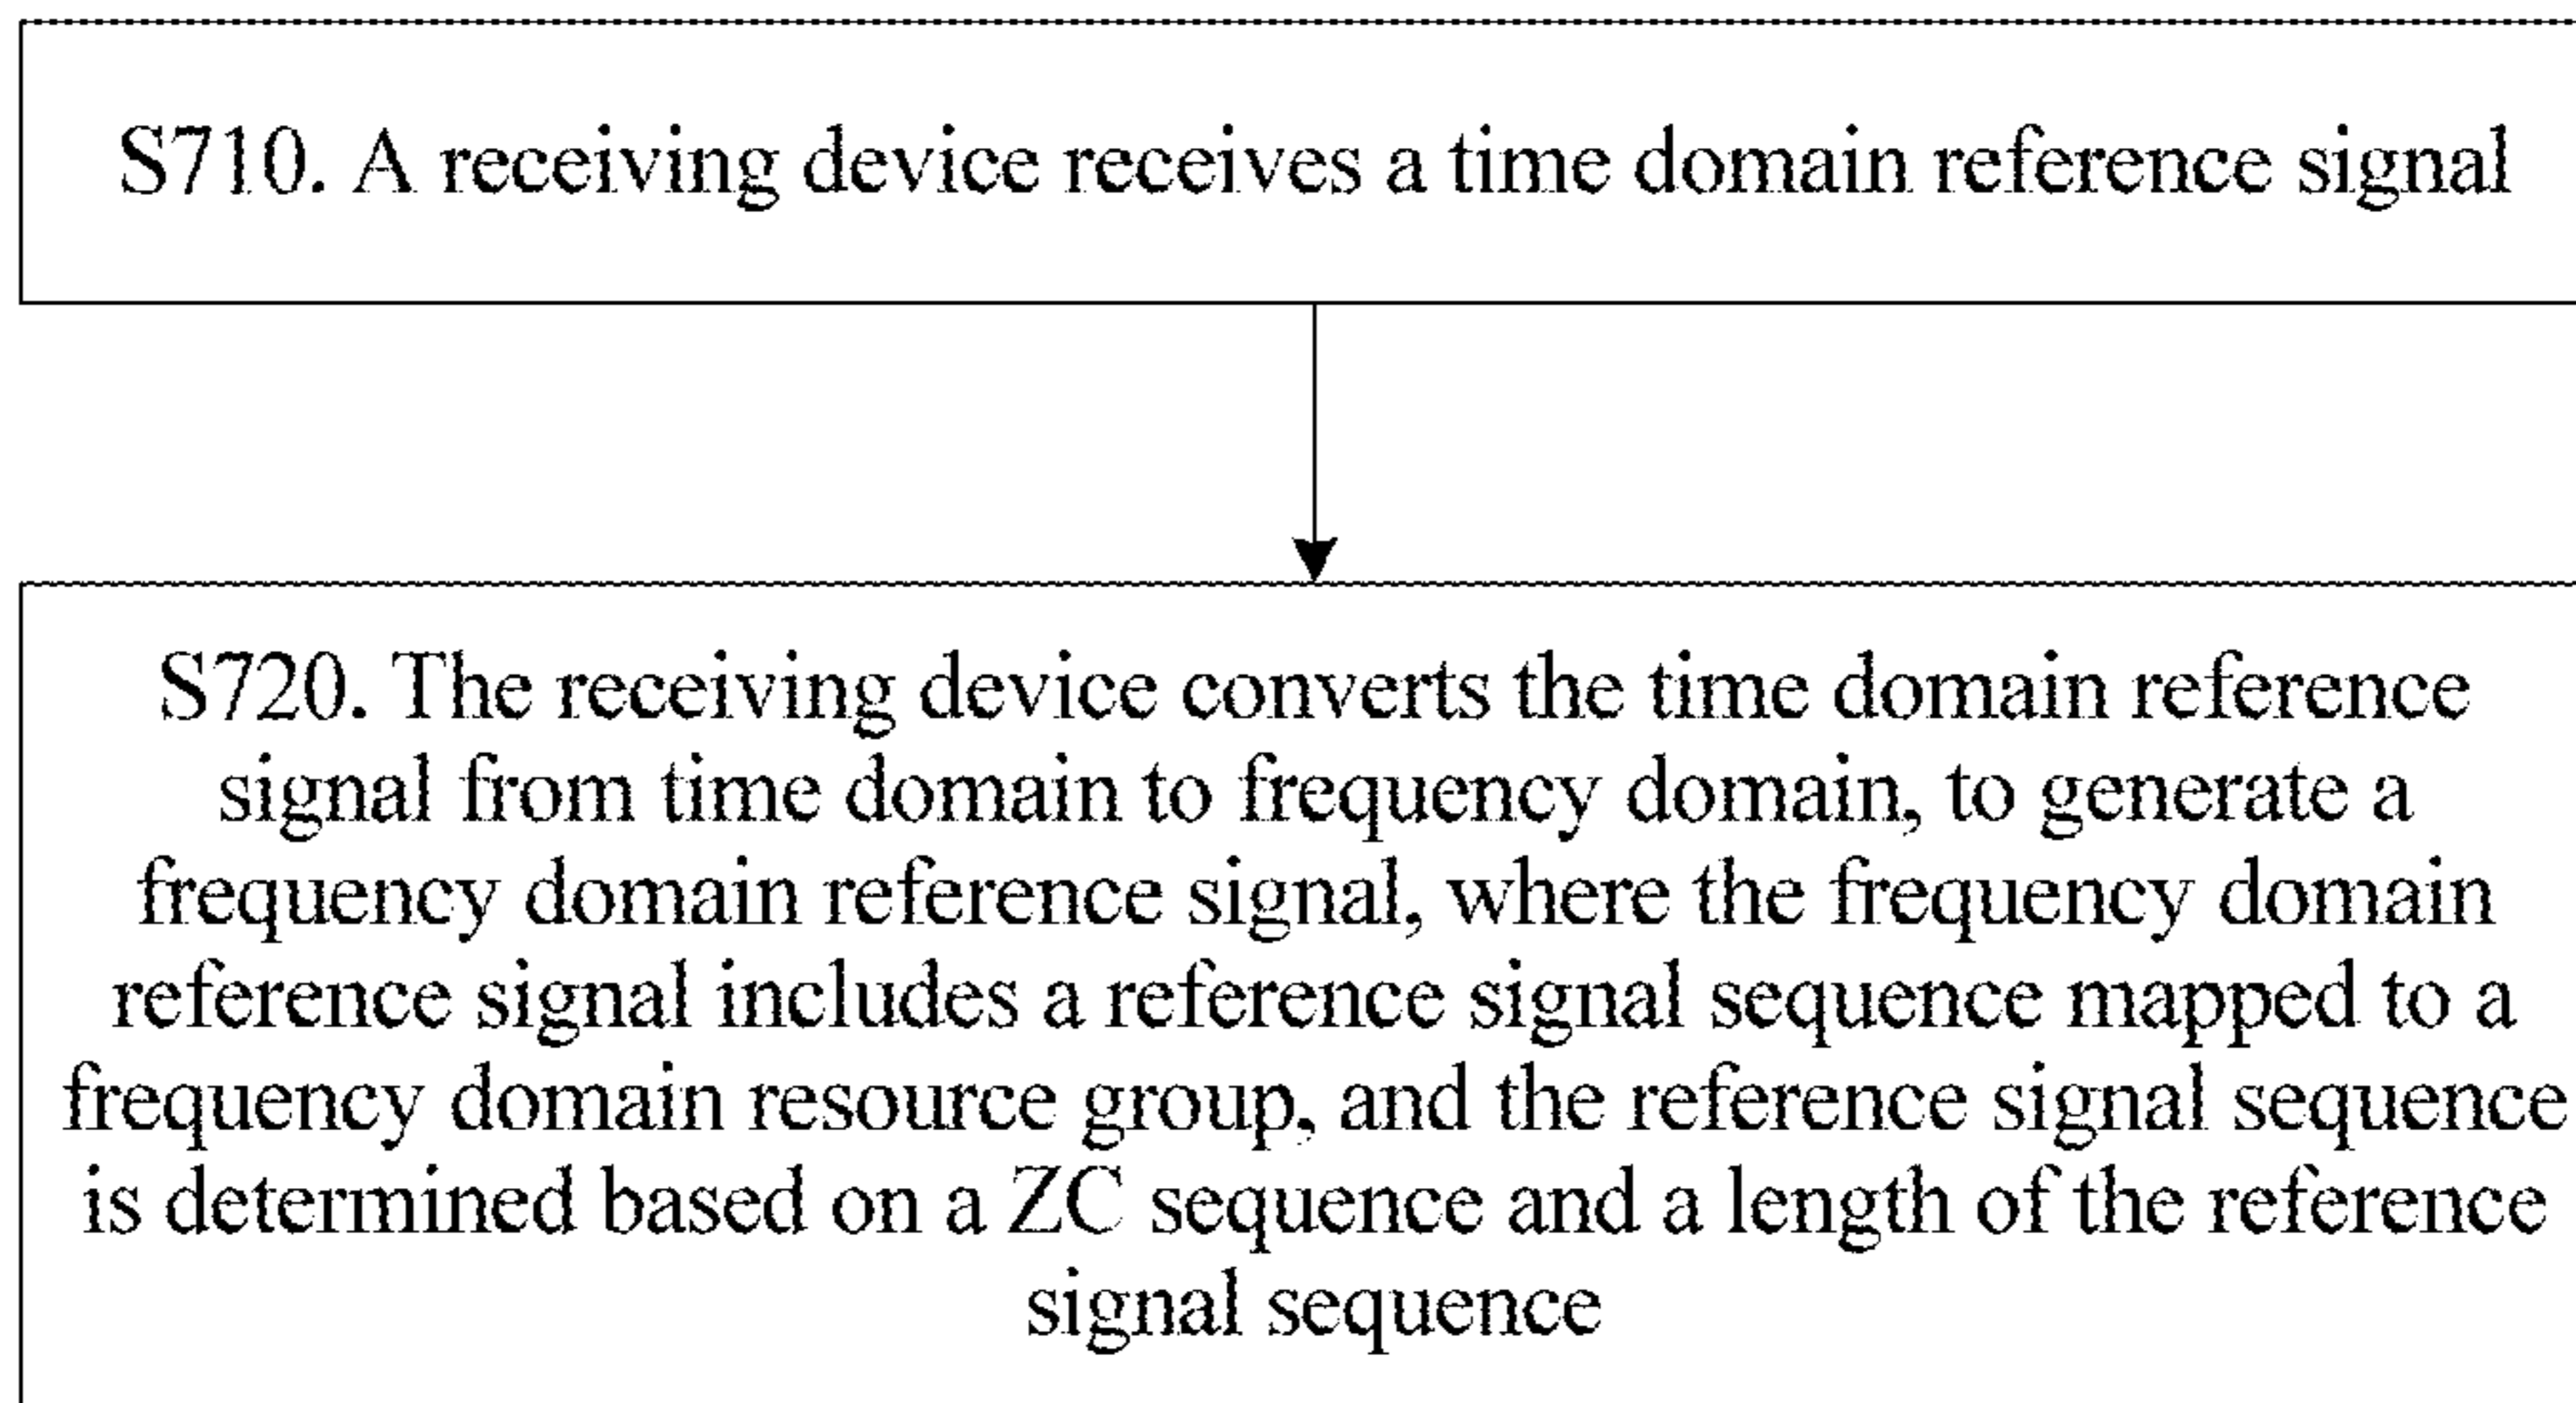 S710. A receiving device receives a time domain reference signal
S720. The receiving device converts the time domain reference
signal from time domain to frequency domain, to generate a
frequency domain reference signal, where the frequency domain
reference signal includes a reference signal sequence mapped to a
frequency domain resource group, and the reference signal sequence
is determined based on a ZC sequence and a length of the reference
signal sequence